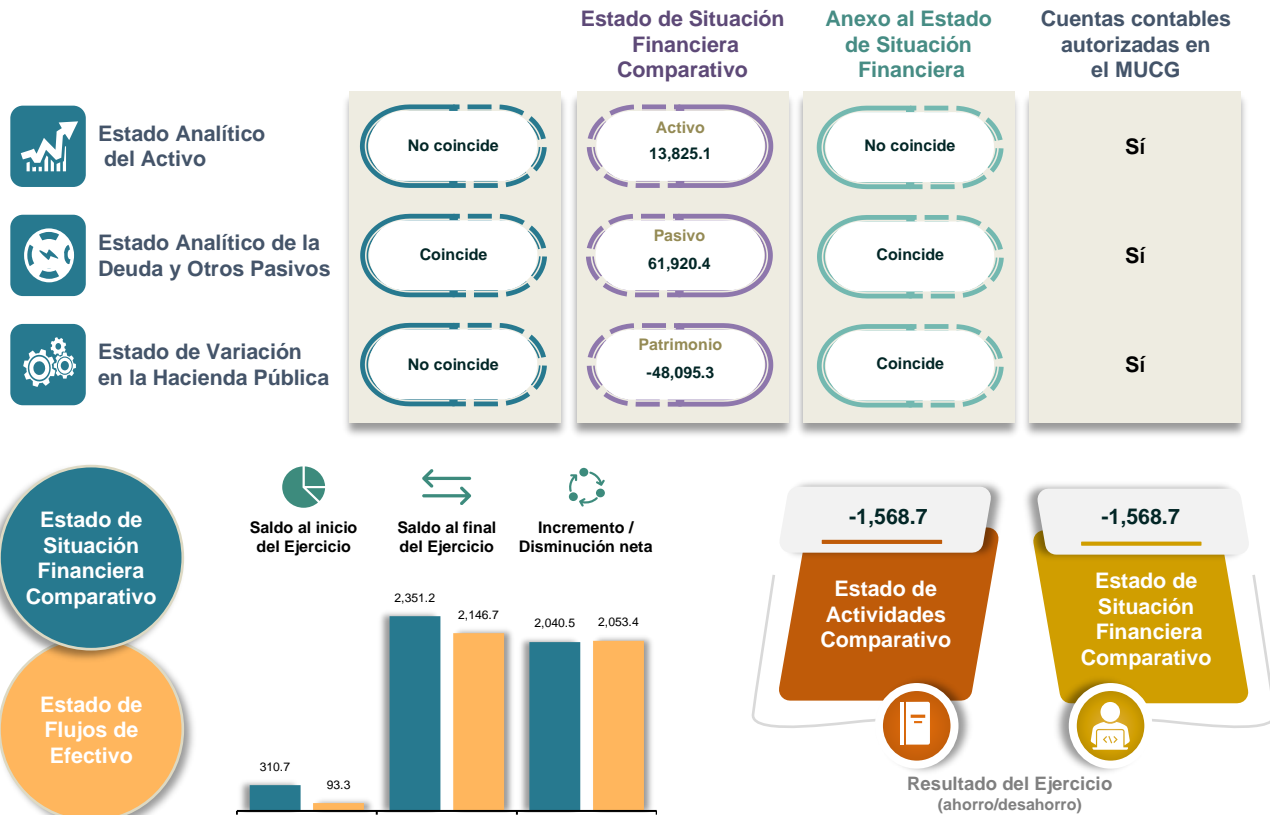 Estado de Situación
Financiera
Comparativo
Anexo al Estado
de Situación
Financiera
Cuentas contables
autorizadas en
el MUCG
Estado Analítico
del Activo
No coincide
Activo
13,825.1
No coincide
Sí
Estado Analítico de la
Deuda y Otros Pasivos
Coincide
Pasivo
61,920.4
Coincide
Sí
Estado de Variación
en la Hacienda Pública
No coincide
Patrimonio
-48,095.3
Coincide
Sí
Estado de
Situación
Financiera
Comparativo
Estado de
Flujos de
Efectivo
Saldo al inicio
del Ejercicio
Saldo al final
del Ejercicio
Incremento /
Disminución neta
310.7
93.3
2,351.2
2,146.7
2,040.5
2,053.4
-1,568.7
Estado de
Actividades
Comparativo
-1,568.7
Estado de
Situación
Financiera
Comparativo
Resultado del Ejercicio
(ahorro/desahorro)